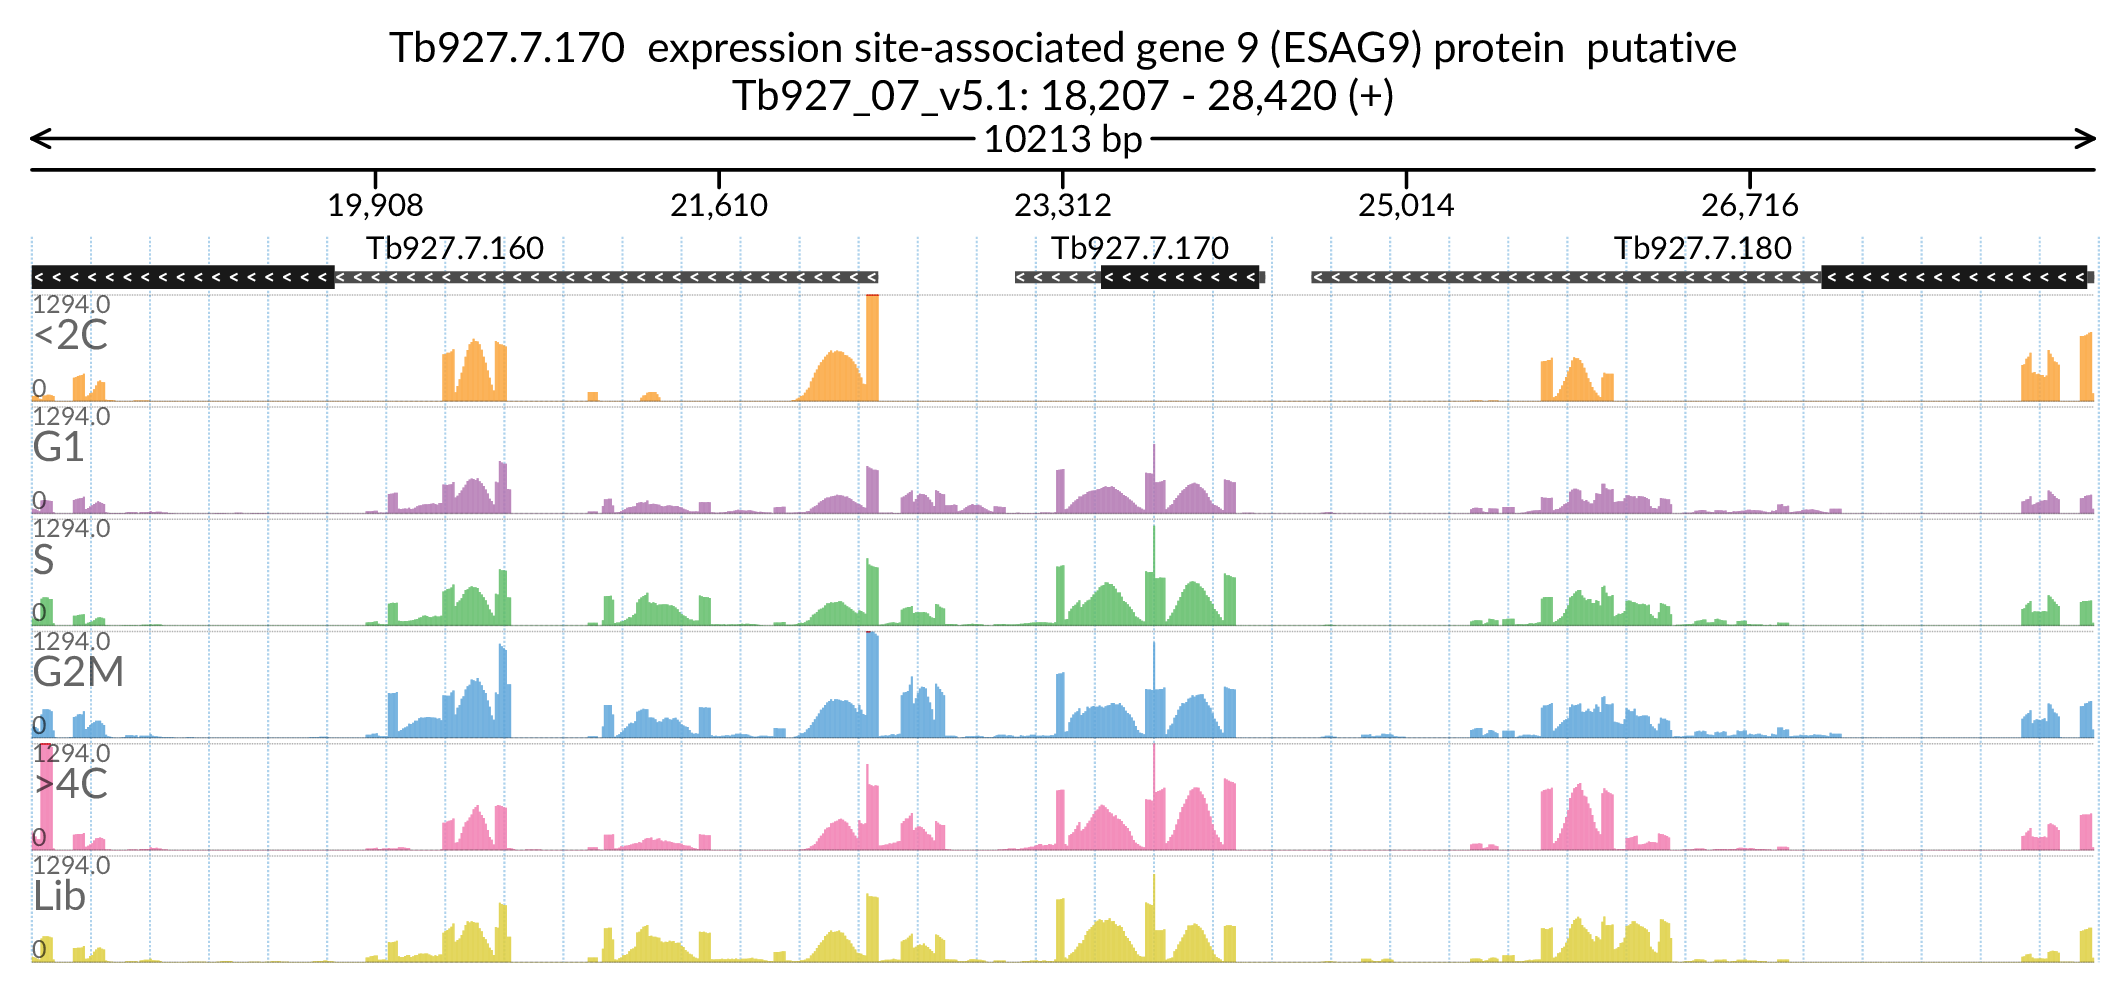 Tb927.7.170  expression site-associated gene 9 (ESAG9) protein  putative
Tb927_07_v5.1: 18,207 - 28,420 (+)
10213 bp
19,908 21,610 23,312 25,014 26,716
Tb927.7.160 Tb927.7.170 Tb927.7.180
1294.0
<2C
0
1294.0
G1
0
1294.0
S
0
1294.0
G2M
0
1294.0
>4C
0
1294.0
Lib
0